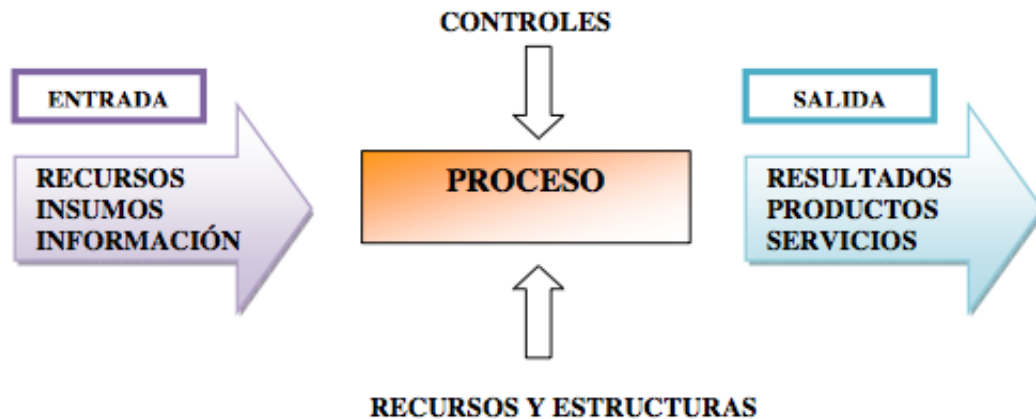 CONTROLES
ENTRADA
RECURSOS
INSUMOS
INFORMACIÓN
PROCESO
SALIDA
RESULTADOS
PRODUCTOS
SERVICIOS
RECURSOS Y ESTRUCTURAS